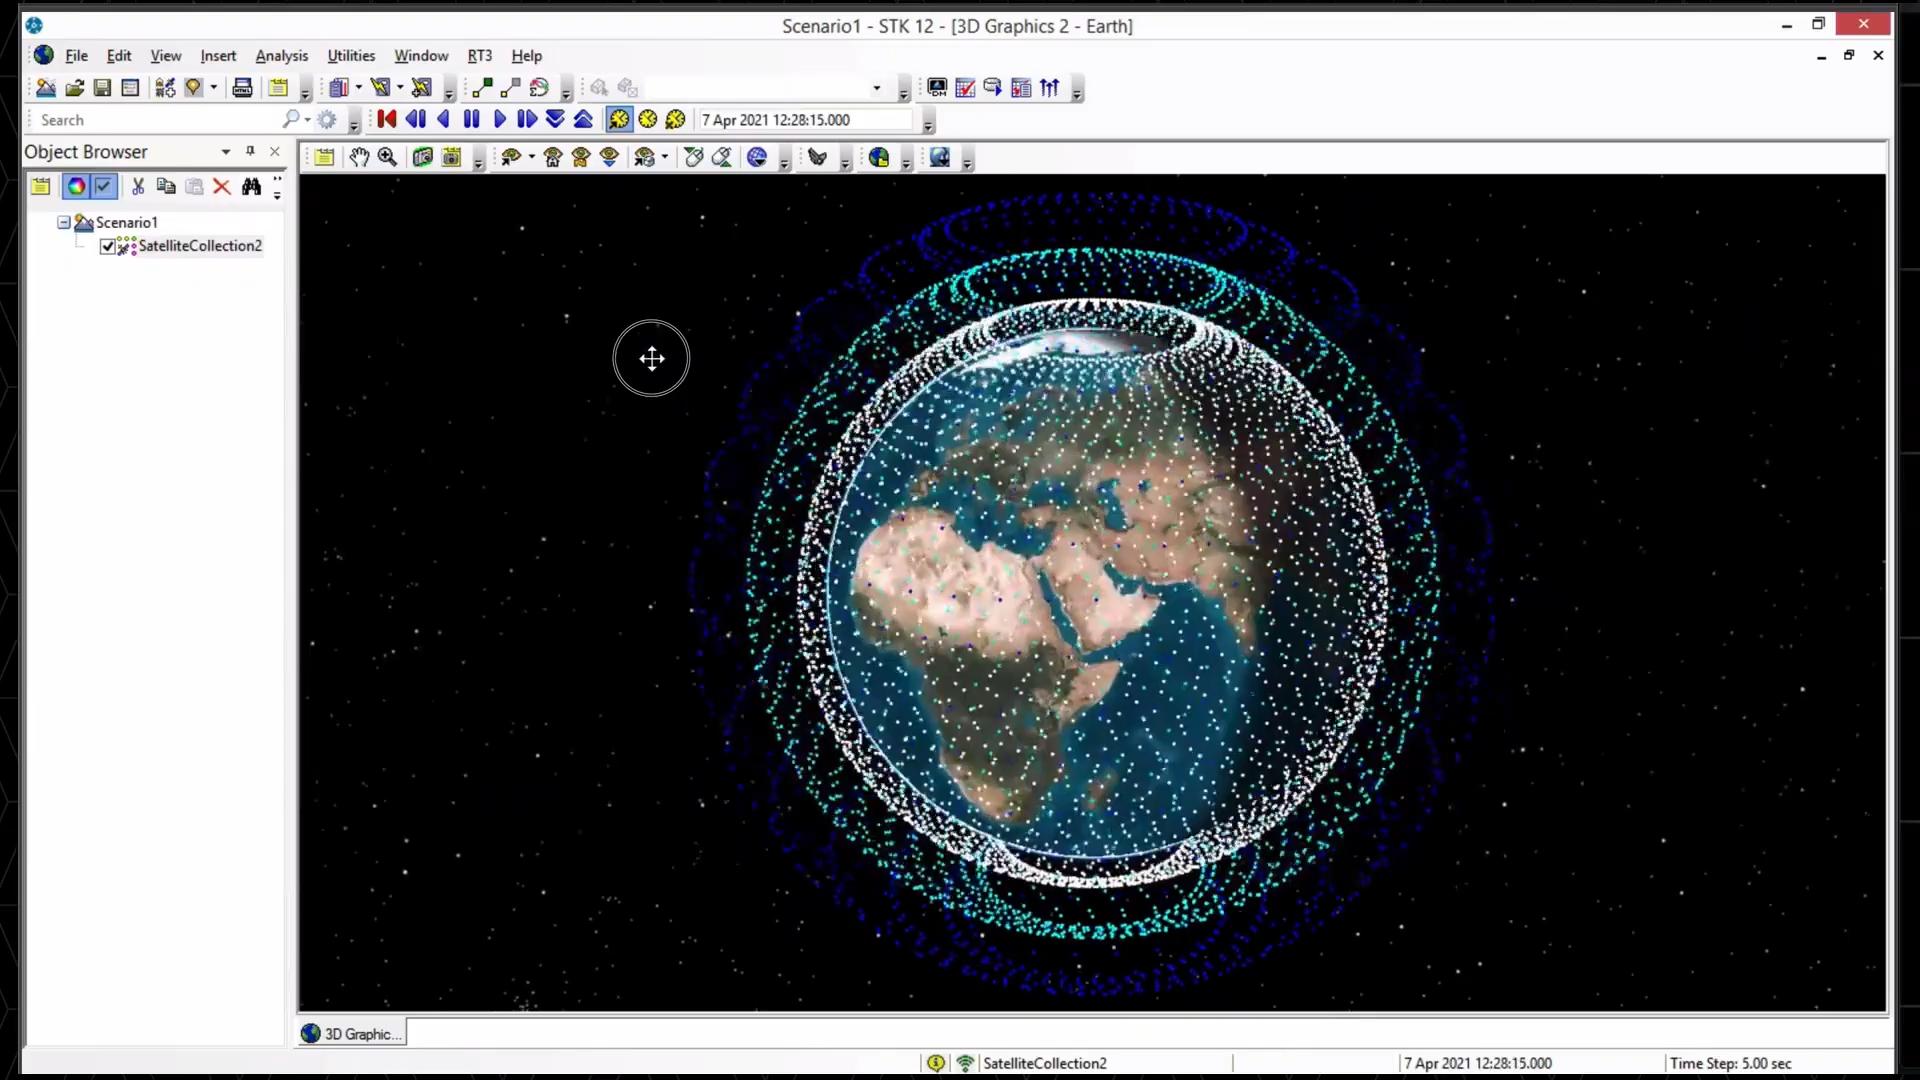 Scenario1 - STK 12 - [3D Graphics 2 - Earth]
File Edit View Insert Analysis Utilities Window RT3 Help
Search
7 Apr 2021 12:28:15.000
Object Browser
Scenario1
SatelliteCollection2
3D Graphic...
SatelliteCollection2
7 Apr 2021 12:28:15.000
Time Step: 5.00 sec